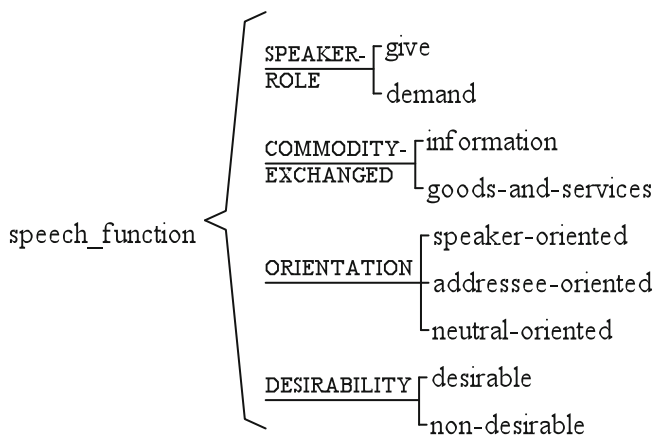 SPEAKER-
ROLE
give
demand
COMMODITY-
EXCHANGED
information
goods-and-services
speech_function
ORIENTATION
speaker-oriented
addressee-oriented
neutral-oriented
DESIRABILITY
desirable
non-desirable